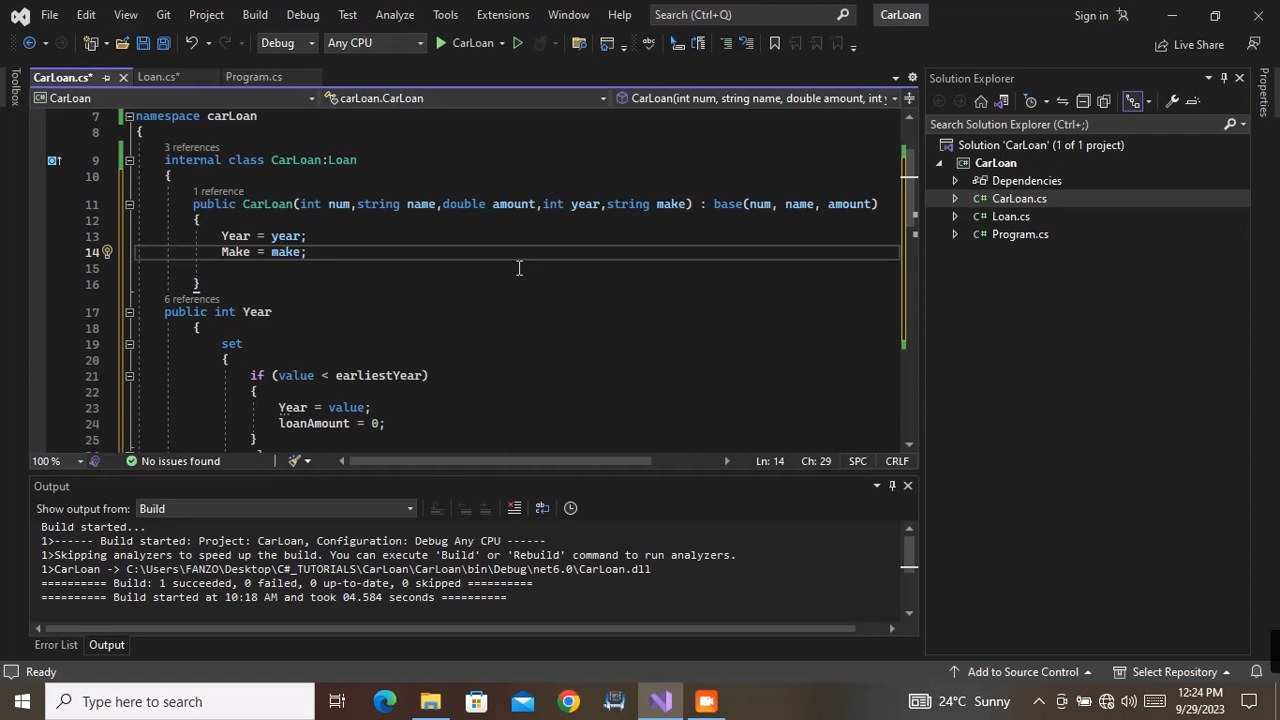 File Edit View Git Project Build Debug Test Analyze Tools Extensions Window Help Search (Ctrl+Q) CarLoan Sign in
Debug Any CPU CarLoan Live Share
Toolbox
CarLoan.cs* Loan.cs* Program.cs
CarLoan carLoan.CarLoan CarLoan(int num, string name, double amount, int y
7 namespace carLoan
8 {
3 references
9 internal class CarLoan:Loan
10 {
1 reference
11 public CarLoan(int num,string name,double amount,int year,string make) : base(num, name, amount)
12 {
13 Year = year;
14 Make = make;
15
16 }
6 references
17 public int Year
18 {
19 set
20 {
21 if (value < earliestYear)
22 {
23 Year = value;
24 loanAmount = 0;
25 }
100 % No issues found Ln: 14 Ch: 29 SPC CRLF
Output
Show output from: Build
Build started...
1>------ Build started: Project: CarLoan, Configuration: Debug Any CPU ------
1>Skipping analyzers to speed up the build. You can execute 'Build' or 'Rebuild' command to run analyzers.
1>CarLoan -> C:\Users\FANZO\Desktop\C#_TUTORIALS\CarLoan\CarLoan\bin\Debug\net6.0\CarLoan.dll
========== Build: 1 succeeded, 0 failed, 0 up-to-date, 0 skipped ==========
========== Build started at 10:18 AM and took 04.584 seconds ==========
Error List Output
Solution Explorer
Search Solution Explorer (Ctrl+;)
Solution 'CarLoan' (1 of 1 project)
CarLoan
Dependencies
C# CarLoan.cs
C# Loan.cs
C# Program.cs
Properties
Ready Add to Source Control Select Repository
Type here to search 24°C Sunny 12:24 PM
9/29/2023